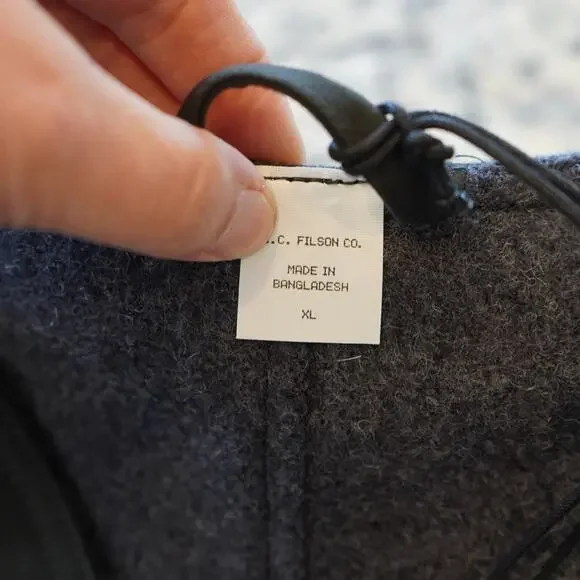 .C. FILSON CO.
MADE IN
BANGLADESH
XL